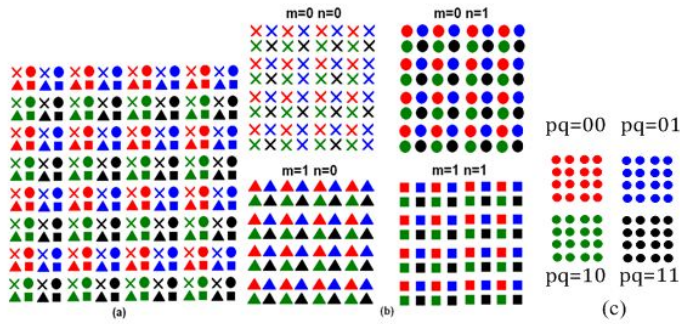 m=0 n=0
m=0 n=1
m=1 n=0
m=1 n=1
pq=00
pq=01
pq=10
pq=11
(a)
(b)
(c)